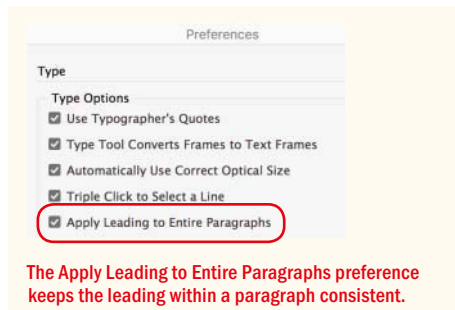 Preferences
Type
Type Options
Use Typographer's Quotes
Type Tool Converts Frames to Text Frames
Automatically Use Correct Optical Size
Triple Click to Select a Line
Apply Leading to Entire Paragraphs
The Apply Leading to Entire Paragraphs preference
keeps the leading within a paragraph consistent.